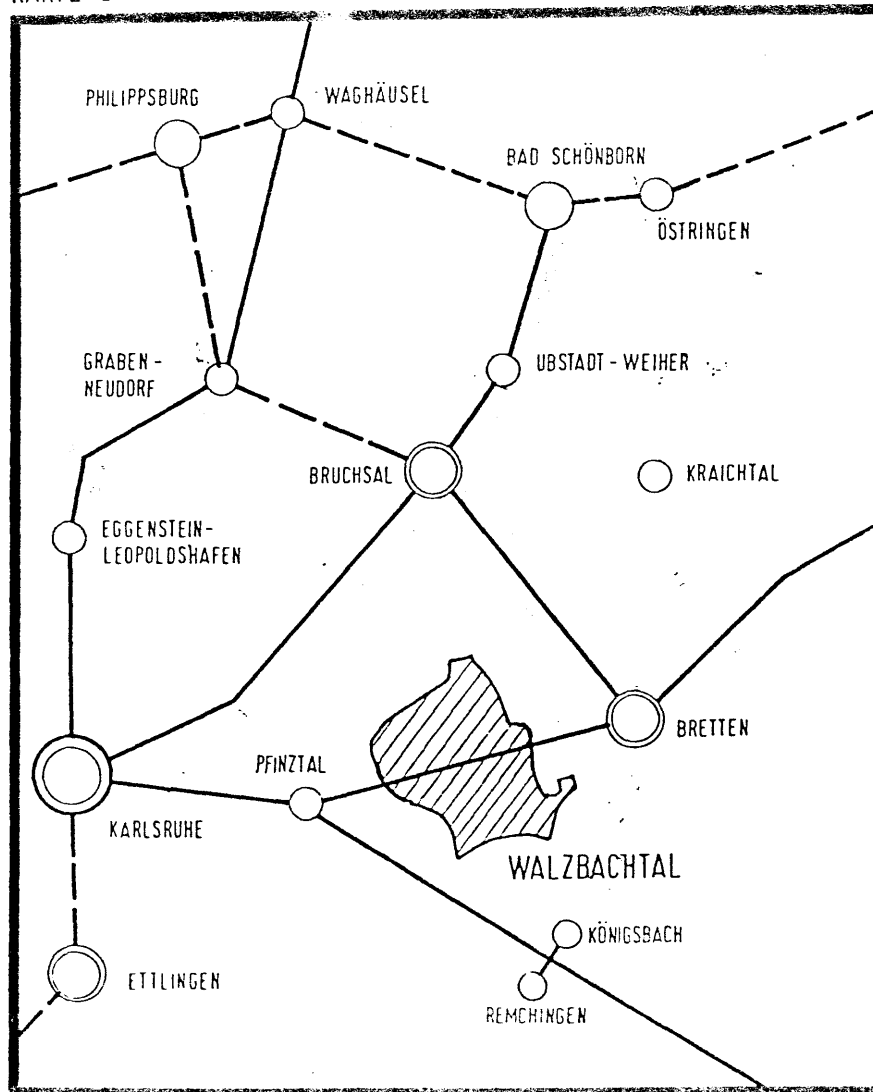 PHILIPPSBURG
WAGHÄUSEL
BAD SCHÖNBORN
ÖSTRINGEN
GRABEN-
NEUDORF
UBSTADT - WEIHER
BRUCHSAL
KRAICHTAL
EGGENSTEIN-
LEOPOLDSHAFEN
BRETTEN
PFINZTAL
KARLSRUHE
WALZBACHTAL
KÖNIGSBACH
ETTLINGEN
REMCHINGEN